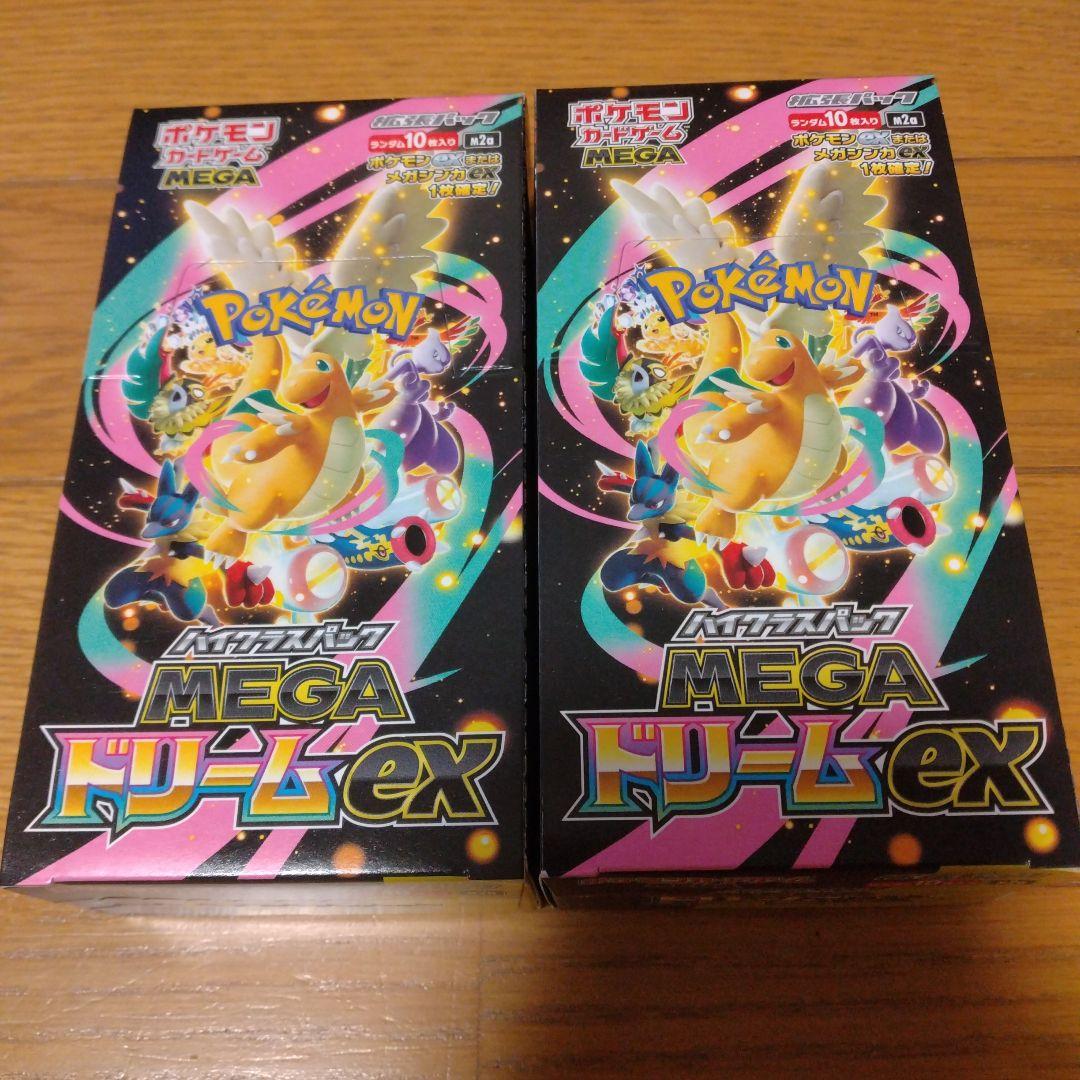 ポケモン
カードゲーム
MEGA
拡張パック
ランダム10枚入り M2a
ポケモンexまたは
メガシンカex
1枚確定!
POKéMON
ハイクラスパック
MEGA
ドリームex
ポケモン
カードゲーム
MEGA
拡張パック
ランダム10枚入り M2a
ポケモンexまたは
メガシンカex
1枚確定!
POKéMON
TM
ハイクラスパック
MEGA
ドリームex